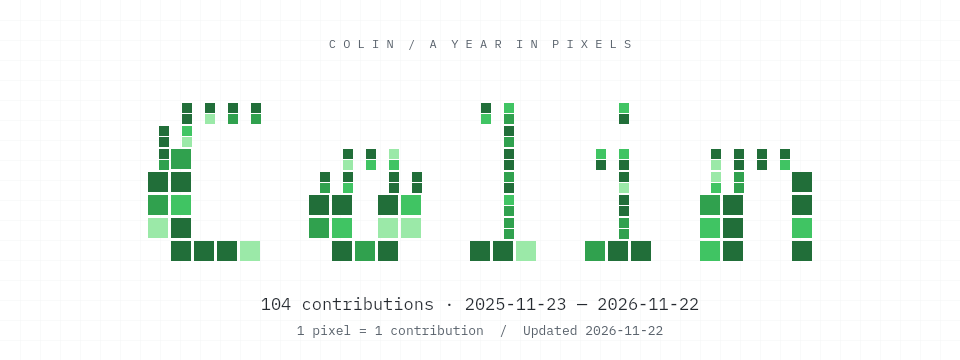 COLIN / A YEAR IN PIXELS
Colin
104 contributions · 2025-11-23 — 2026-11-22
1 pixel = 1 contribution / Updated 2026-11-22